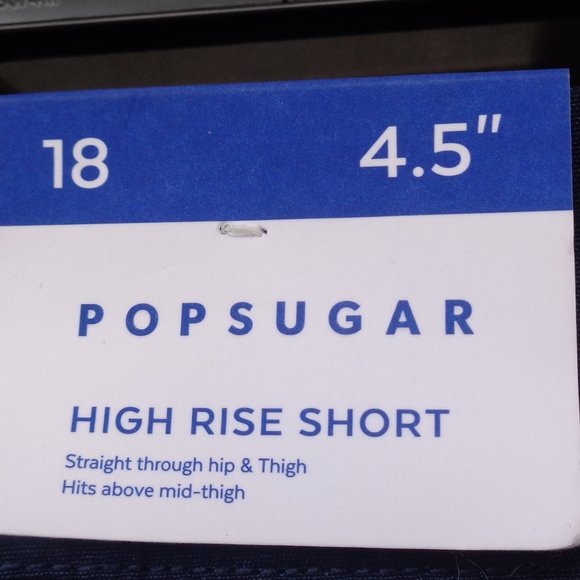 18 4.5"
POPSUGAR
HIGH RISE SHORT
Straight through hip & Thigh
Hits above mid-thigh